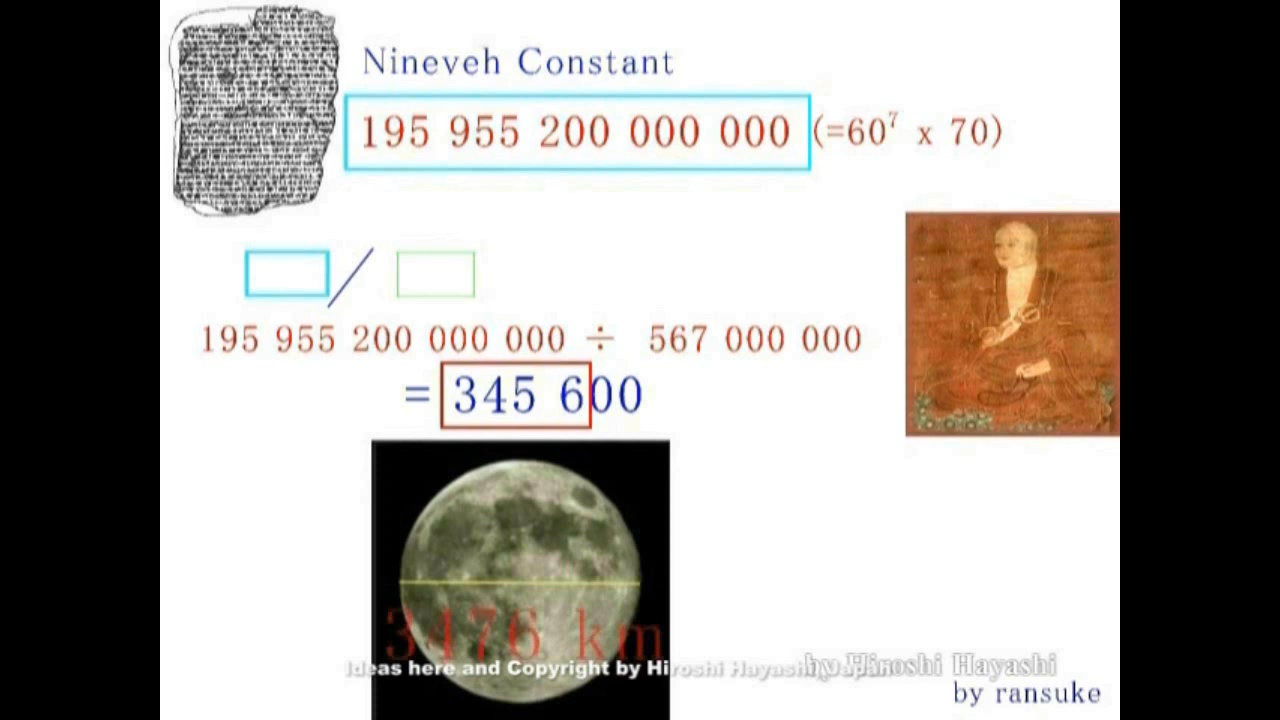 Nineveh Constant
195 955 200 000 000 (=60⁷ x 70)
/
195 955 200 000 000 ÷ 567 000 000
= 345 600
3476 km
Ideas here and Copyright by Hiroshi Hayashi, Japan
by Hiroshi Hayashi
by ransuke